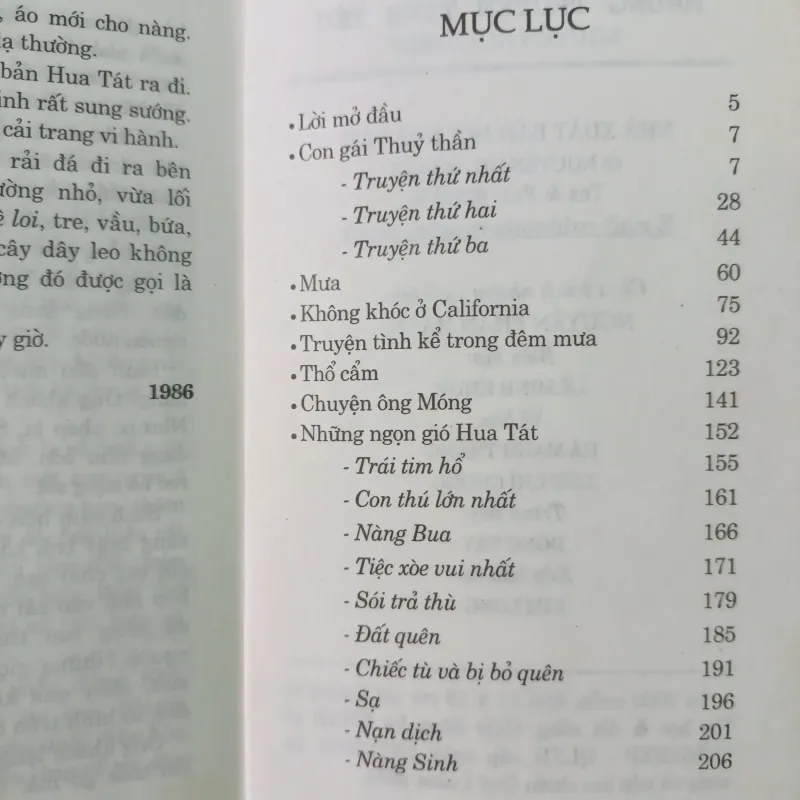 , áo mới cho nàng.
thường.
bản Hua Tát ra đi.
rất sung sướng.
cải trang vi hành.
rải đá đi ra bên
nhỏ, vừa lối
loi, tre, vầu, bứa,
cây dây leo không
đó được gọi là
giờ.
1986
MỤC LỤC
•Lời mở đầu 5
•Con gái Thuỷ thần 7
- Truyện thứ nhất 7
- Truyện thứ hai 28
- Truyện thứ ba 44
•Mưa 60
•Không khóc ở California 75
•Truyện tình kể trong đêm mưa 92
•Thổ cẩm 123
•Chuyện ông Móng 141
•Những ngọn gió Hua Tát 152
- Trái tim hổ 155
- Con thú lớn nhất 161
- Nàng Bua 166
- Tiệc xòe vui nhất 171
- Sói trả thù 179
- Đất quên 185
- Chiếc tù và bị bỏ quên 191
- Sạ 196
- Nạn dịch 201
- Nàng Sinh 206